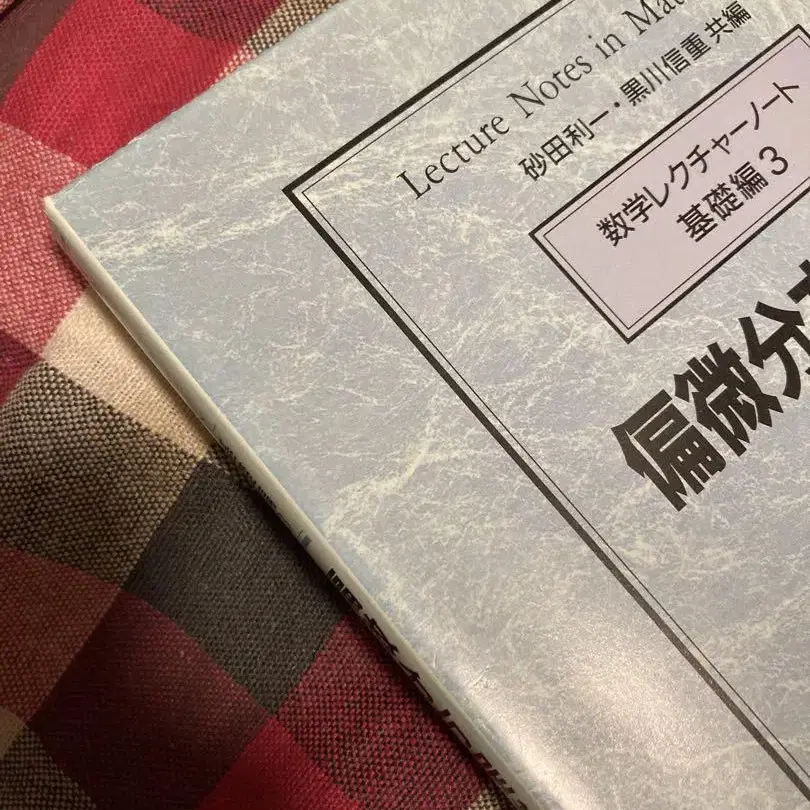 Lecture Notes in
砂田利一・黒川信重 共編
数学レクチャーノート
基礎編 3
偏微分